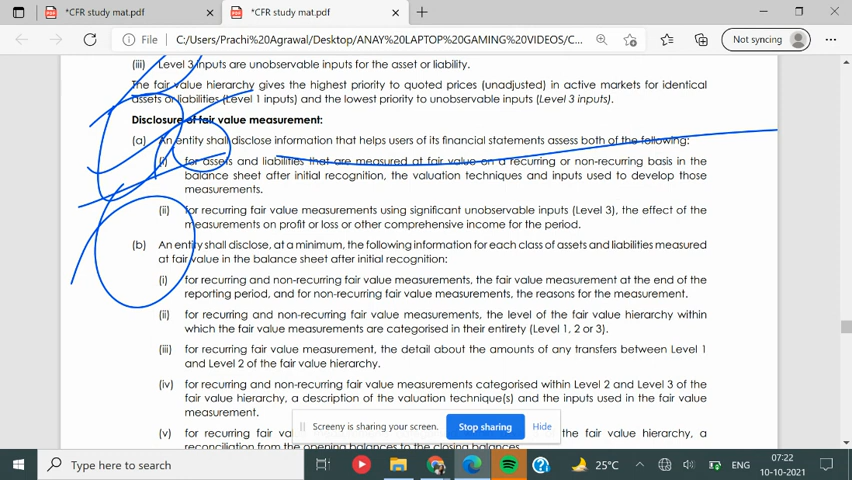 *CFR study mat.pdf
*CFR study mat.pdf
File
C:/Users/Prachi%20Agrawal/Desktop/ANAY%20LAPTOP%20GAMING%20VIDEOS/C...
Not syncing
(iii) Level 3 inputs are unobservable inputs for the asset or liability.
The fair value hierarchy gives the highest priority to quoted prices (unadjusted) in active markets for identical
assets or liabilities (Level 1 inputs) and the lowest priority to unobservable inputs (Level 3 inputs).
Disclosure of fair value measurement:
(a) An entity shall disclose information that helps users of its financial statements assess both of the following:
(i) for assets and liabilities that are measured at fair value on a recurring or non-recurring basis in the
balance sheet after initial recognition, the valuation techniques and inputs used to develop those
measurements.
(ii) for recurring fair value measurements using significant unobservable inputs (Level 3), the effect of the
measurements on profit or loss or other comprehensive income for the period.
(b) An entity shall disclose, at a minimum, the following information for each class of assets and liabilities measured
at fair value in the balance sheet after initial recognition:
(i) for recurring and non-recurring fair value measurements, the fair value measurement at the end of the
reporting period, and for non-recurring fair value measurements, the reasons for the measurement.
(ii) for recurring and non-recurring fair value measurements, the level of the fair value hierarchy within
which the fair value measurements are categorised in their entirety (Level 1, 2 or 3).
(iii) for recurring fair value measurement, the detail about the amounts of any transfers between Level 1
and Level 2 of the fair value hierarchy.
(iv) for recurring and non-recurring fair value measurements categorised within Level 2 and Level 3 of the
fair value hierarchy, a description of the valuation technique(s) and the inputs used in the fair value
measurement.
Screeny is sharing your screen. Stop sharing Hide
(v) for recurring fair va the fair value hierarchy, a
reconciliation from the opening balances to the closing balances.
Type here to search
25°C
ENG
07:22
10-10-2021